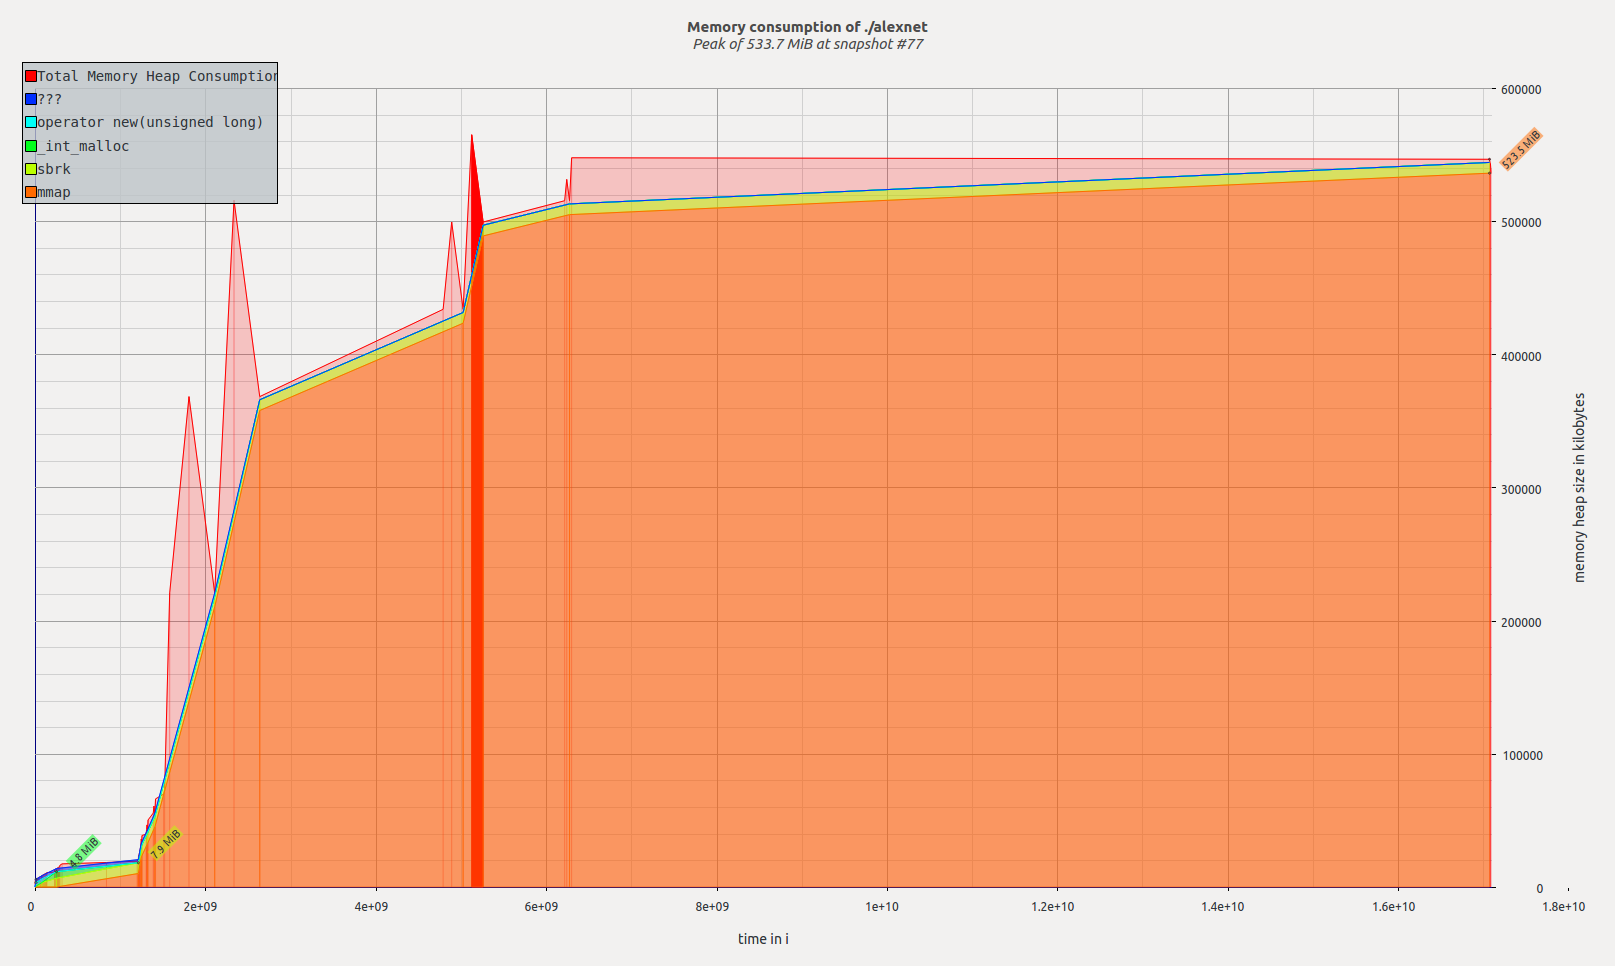 Memory consumption of ./alexnet
Peak of 533.7 MiB at snapshot #77
Total Memory Heap Consumption
???
operator new(unsigned long)
_int_malloc
sbrk
mmap
600000
523.5 MiB
500000
400000
memory heap size in kilobytes
300000
200000
100000
4.8 MiB
7.9 MiB
0
0
2e+09
4e+09
6e+09
8e+09
1e+10
1.2e+10
1.4e+10
1.6e+10
1.8e+10
time in i